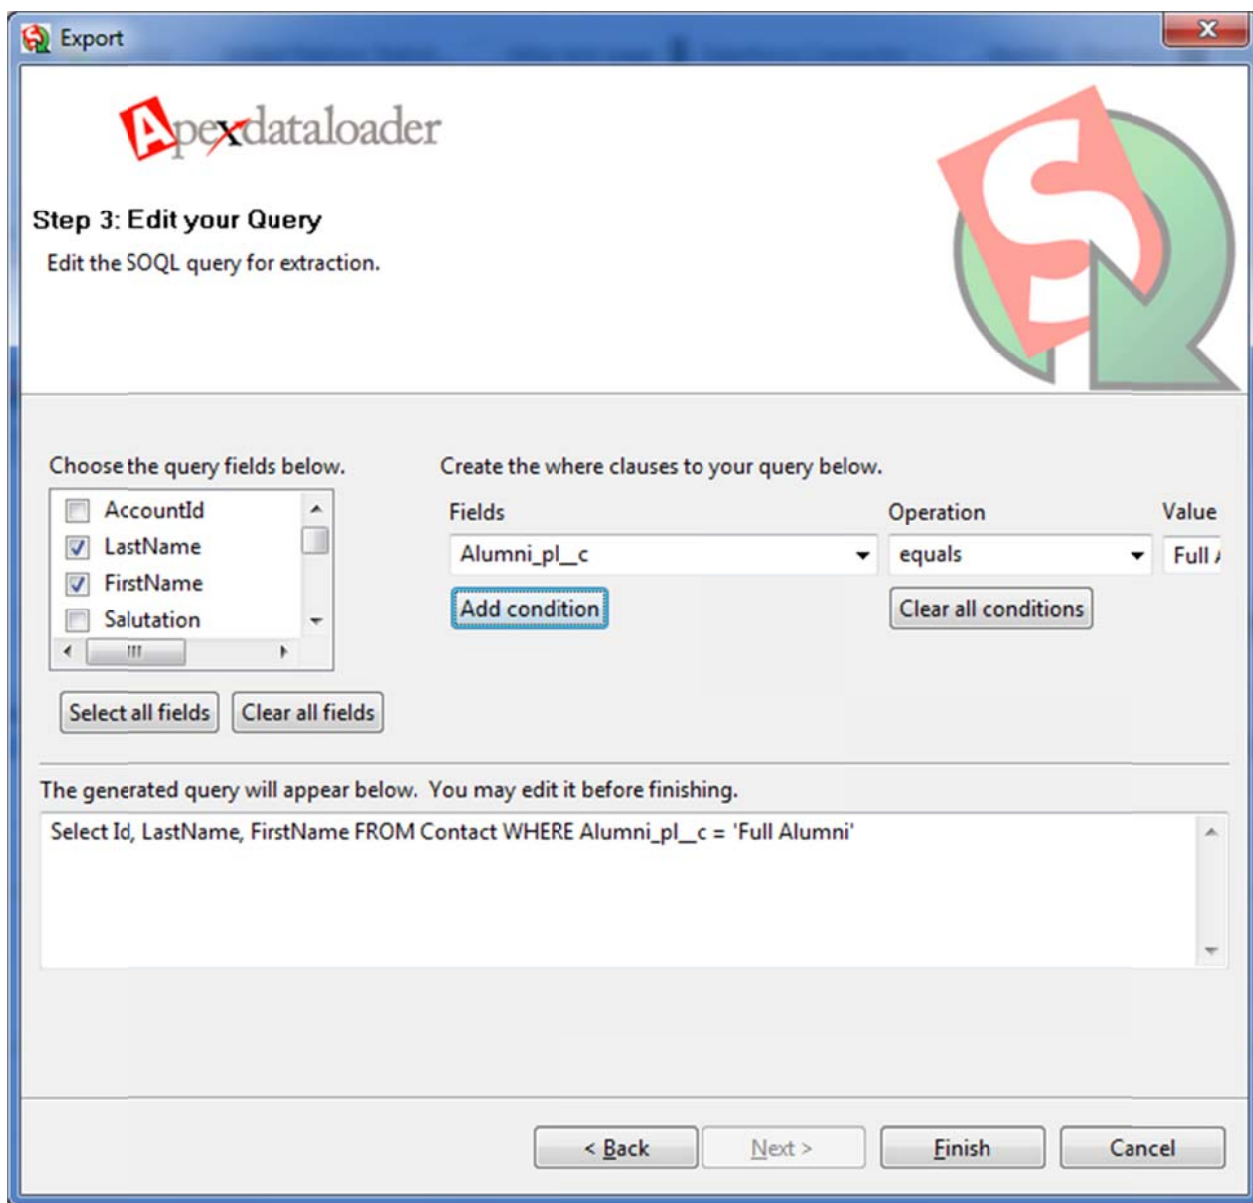 Export
Apexdataloader
Step 3: Edit your Query
Edit the SOQL query for extraction.
Choose the query fields below.
AccountId
LastName
FirstName
Salutation
Select all fields
Clear all fields
Create the where clauses to your query below.
Fields
Operation
Value
Alumni_pl__c
equals
Full
Add condition
Clear all conditions
The generated query will appear below. You may edit it before finishing.
Select Id, LastName, FirstName FROM Contact WHERE Alumni_pl__c = 'Full Alumni'
< Back
Next >
Finish
Cancel